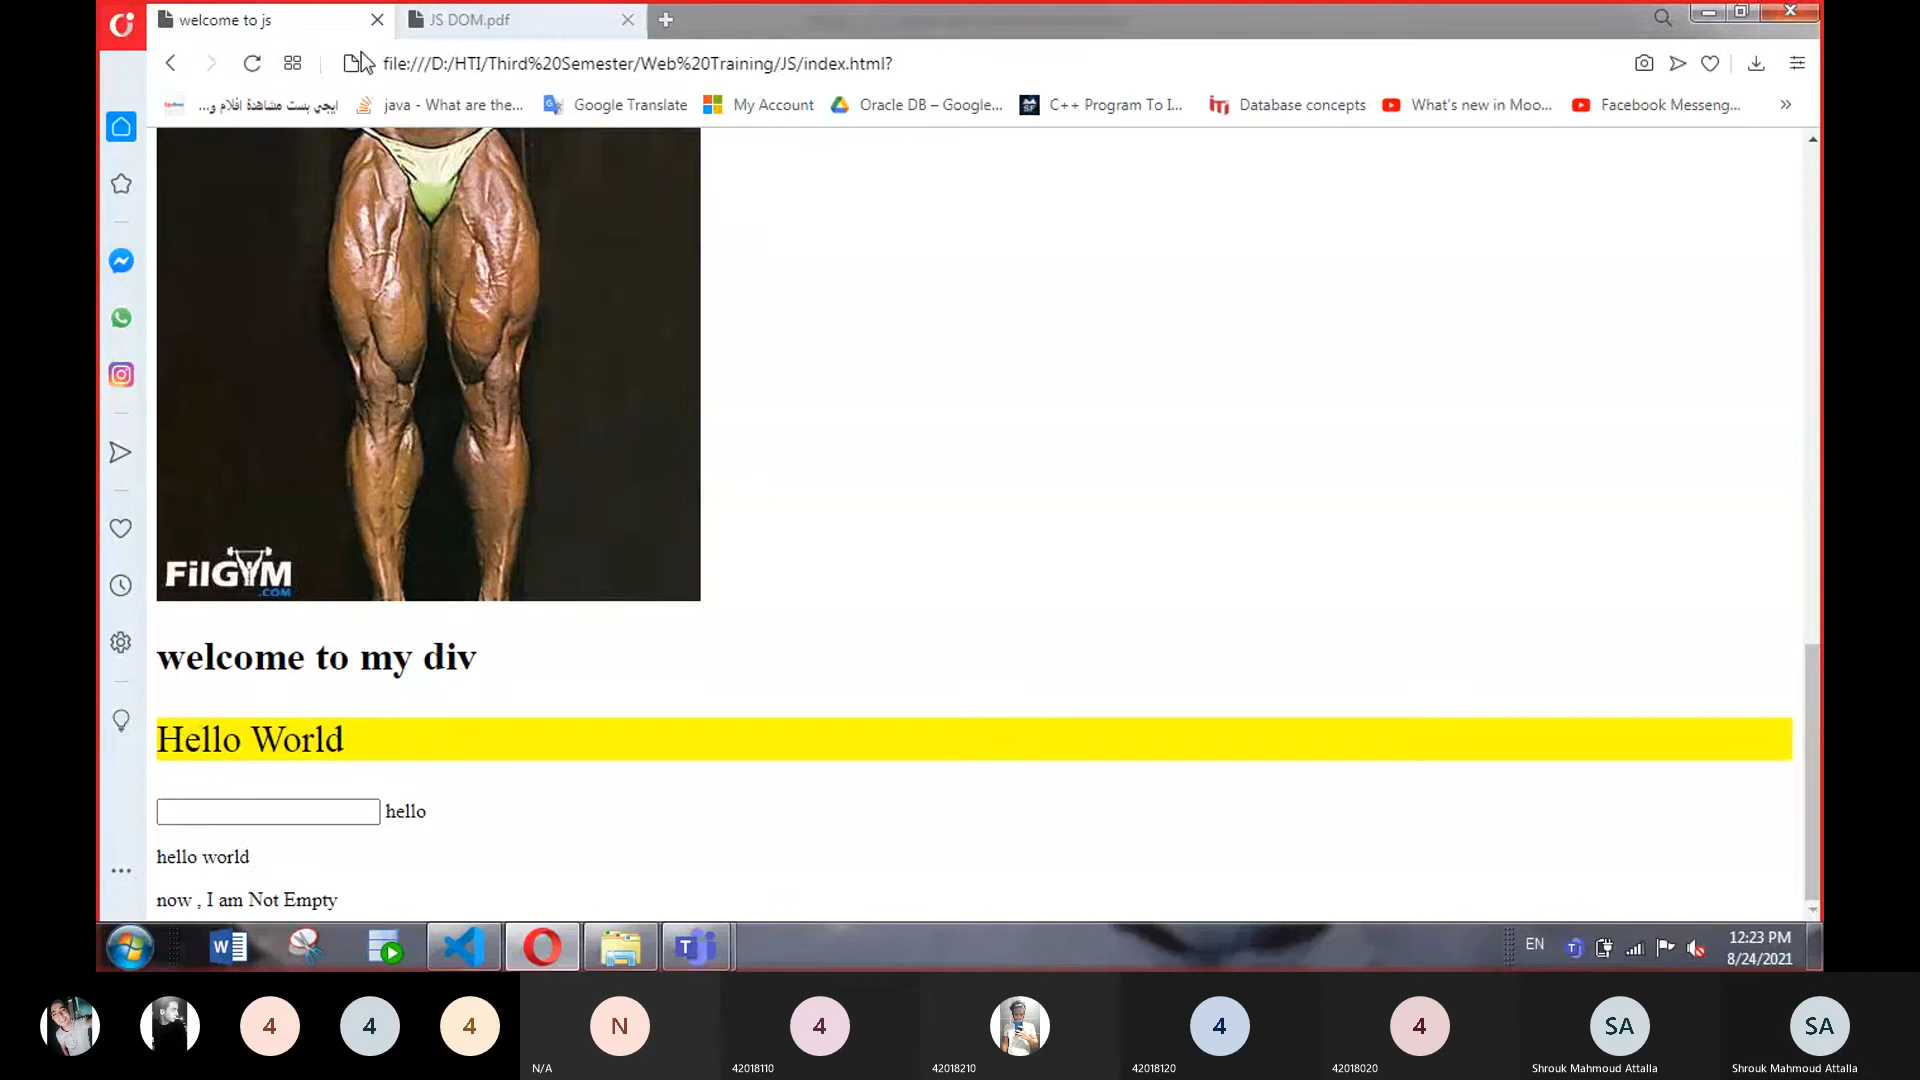 welcome to js
JS DOM.pdf
file:///D:/HTI/Third%20Semester/Web%20Training/JS/index.html?
ايجي بست مشاهدة افلام و...
java - What are the...
Google Translate
My Account
Oracle DB – Google...
C++ Program To I...
Database concepts
What's new in Moo...
Facebook Messeng...
FilGYM
.COM
welcome to my div
Hello World
hello
hello world
now , I am Not Empty
EN
12:23 PM
8/24/2021
4
4
4
N
4
4
4
SA
SA
N/A
42018110
42018210
42018120
42018020
Shrouk Mahmoud Attalla
Shrouk Mahmoud Attalla